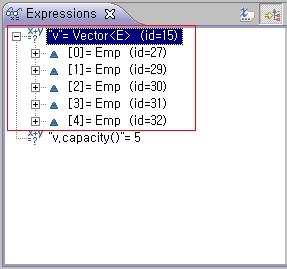 Expressions
"v"= Vector<E> (id=15)
[0]= Emp (id=27)
[1]= Emp (id=29)
[2]= Emp (id=30)
[3]= Emp (id=31)
[4]= Emp (id=32)
"v.capacity()"= 5